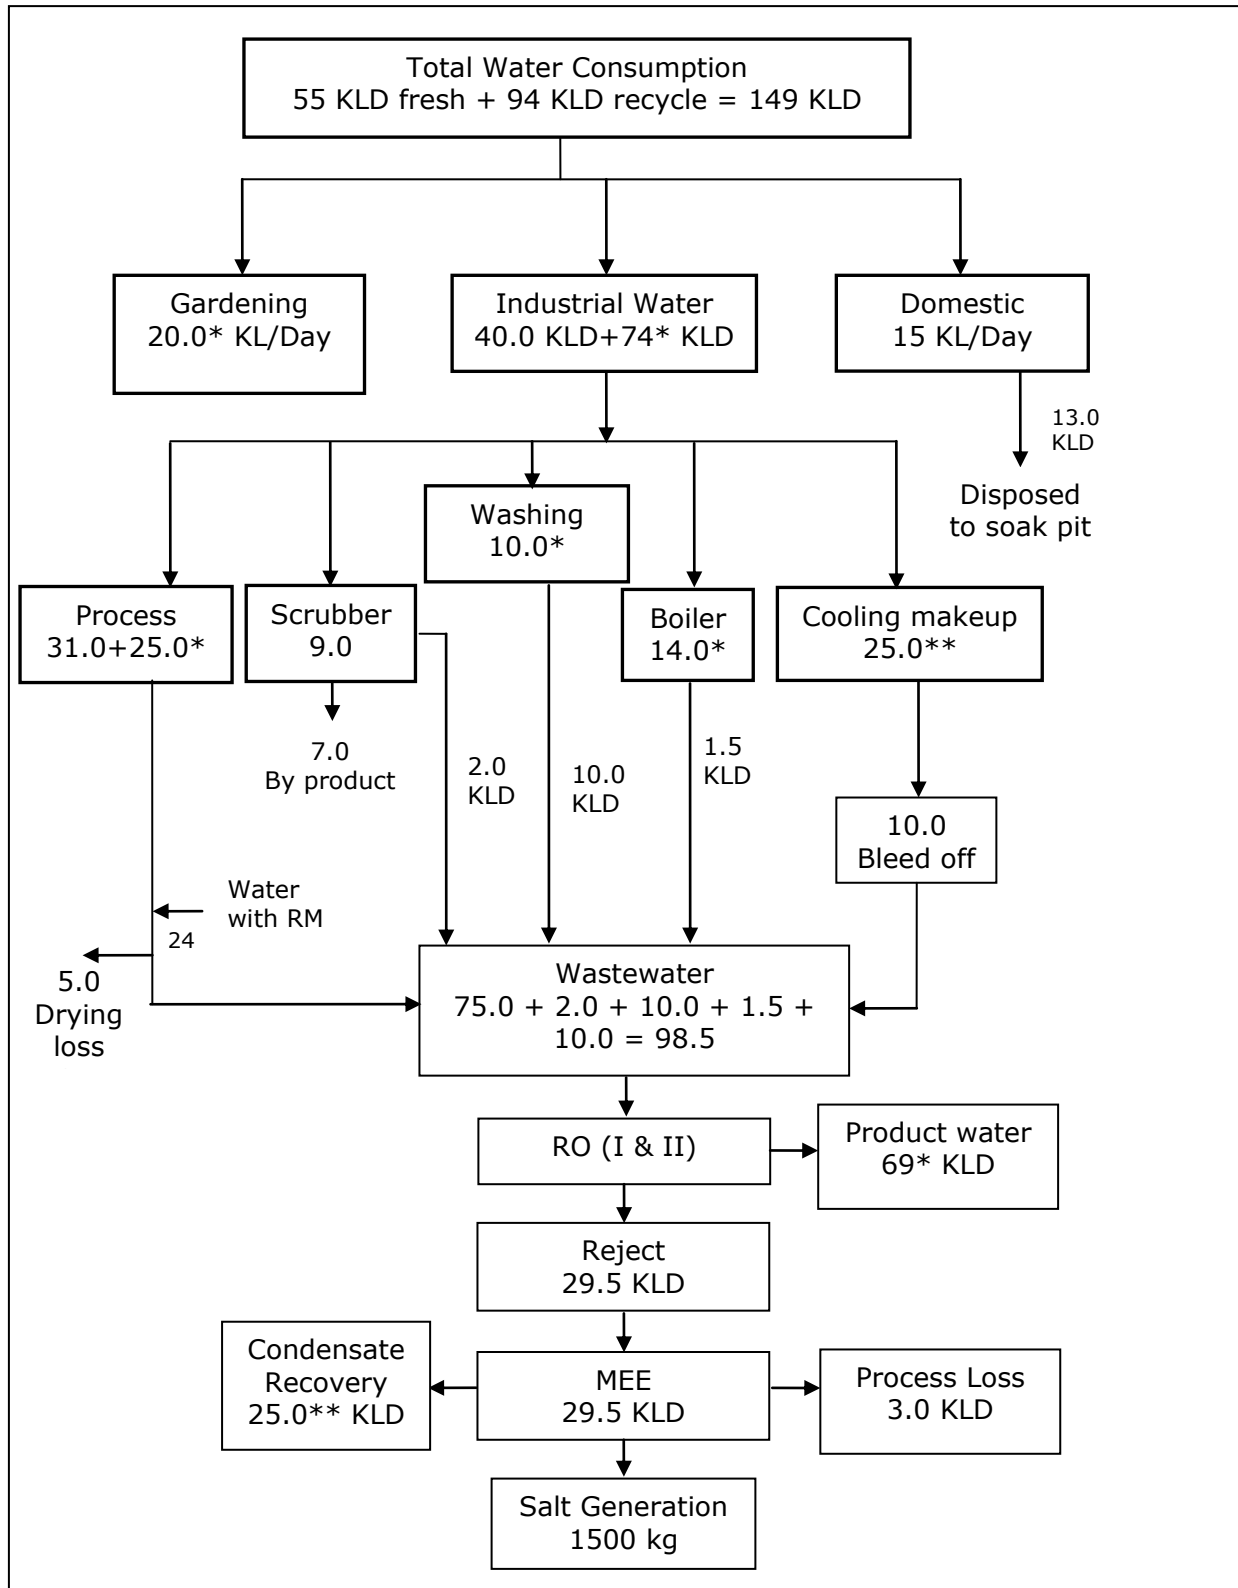 Total Water Consumption
55 KLD fresh + 94 KLD recycle = 149 KLD
Gardening
20.0* KL/Day
Industrial Water
40.0 KLD+74* KLD
Domestic
15 KL/Day
13.0
KLD
Disposed
to soak pit
Washing
10.0*
Process
31.0+25.0*
Scrubber
9.0
Boiler
14.0*
Cooling makeup
25.0**
7.0
By product
2.0
KLD
10.0
KLD
1.5
KLD
10.0
Bleed off
Water
with RM
24
5.0
Drying
loss
Wastewater
75.0 + 2.0 + 10.0 + 1.5 +
10.0 = 98.5
RO (I & II)
Product water
69* KLD
Reject
29.5 KLD
Condensate
Recovery
25.0** KLD
MEE
29.5 KLD
Process Loss
3.0 KLD
Salt Generation
1500 kg